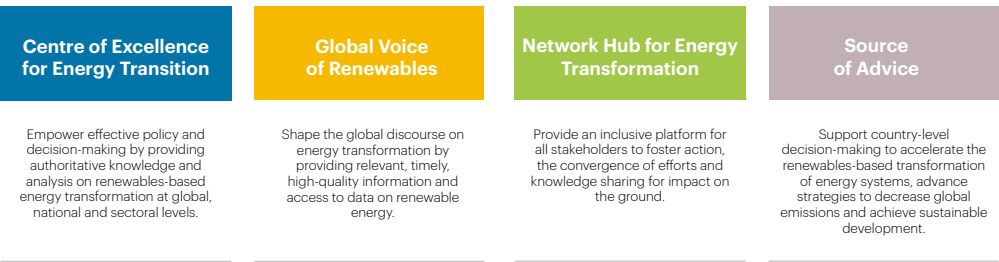 Centre of Excellence
for Energy Transition
Empower effective policy and
decision-making by providing
authoritative knowledge and
analysis on renewables-based
energy transformation at global,
national and sectoral levels.
Global Voice
of Renewables
Shape the global discourse on
energy transformation by
providing relevant, timely,
high-quality information and
access to data on renewable
energy.
Network Hub for Energy
Transformation
Provide an inclusive platform for
all stakeholders to foster action,
the convergence of efforts and
knowledge sharing for impact on
the ground.
Source
of Advice
Support country-level
decision-making to accelerate the
renewables-based transformation
of energy systems, advance
strategies to decrease global
emissions and achieve sustainable
development.